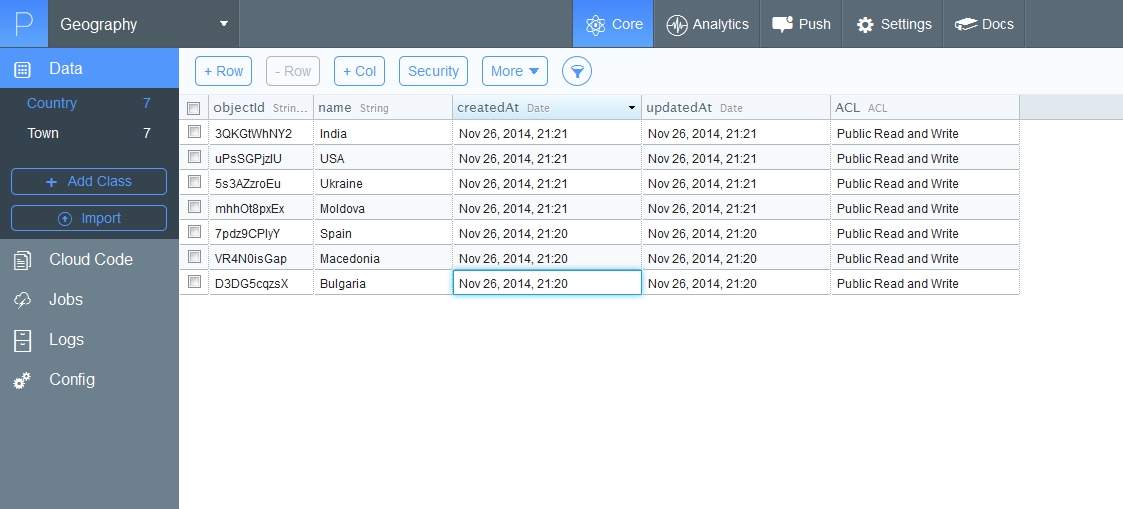 P Geography Core Analytics Push Settings Docs
Data + Row - Row + Col Security More
Country 7 objectId Strin... name String createdAt Date updatedAt Date ACL ACL
Town 7 3QKGtWhNY2 India Nov 26, 2014, 21:21 Nov 26, 2014, 21:21 Public Read and Write
uPsSGPjzIU USA Nov 26, 2014, 21:21 Nov 26, 2014, 21:21 Public Read and Write
+ Add Class 5s3AZzroEu Ukraine Nov 26, 2014, 21:21 Nov 26, 2014, 21:21 Public Read and Write
Import mhhOt8pxEx Moldova Nov 26, 2014, 21:21 Nov 26, 2014, 21:21 Public Read and Write
7pdz9CPlyY Spain Nov 26, 2014, 21:20 Nov 26, 2014, 21:20 Public Read and Write
Cloud Code VR4N0isGap Macedonia Nov 26, 2014, 21:20 Nov 26, 2014, 21:20 Public Read and Write
D3DG5cqzsX Bulgaria Nov 26, 2014, 21:20 Nov 26, 2014, 21:20 Public Read and Write
Jobs
Logs
Config